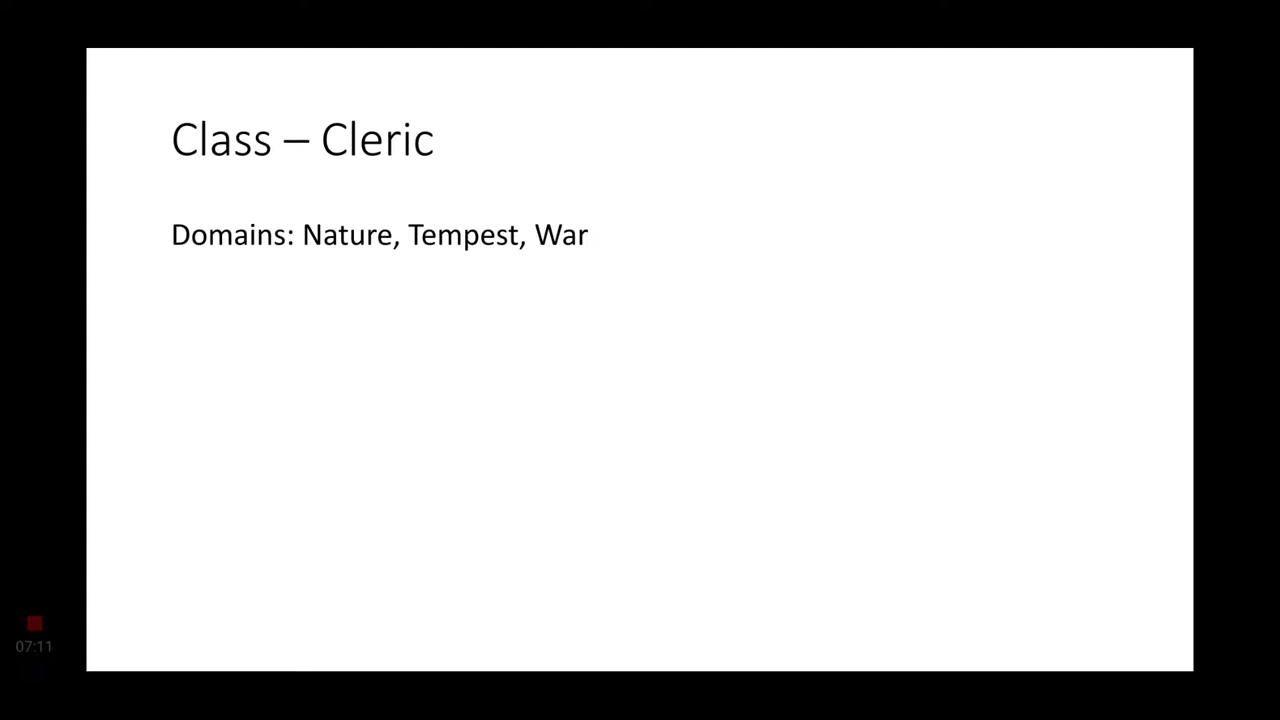 Class – Cleric
Domains: Nature, Tempest, War
07:11